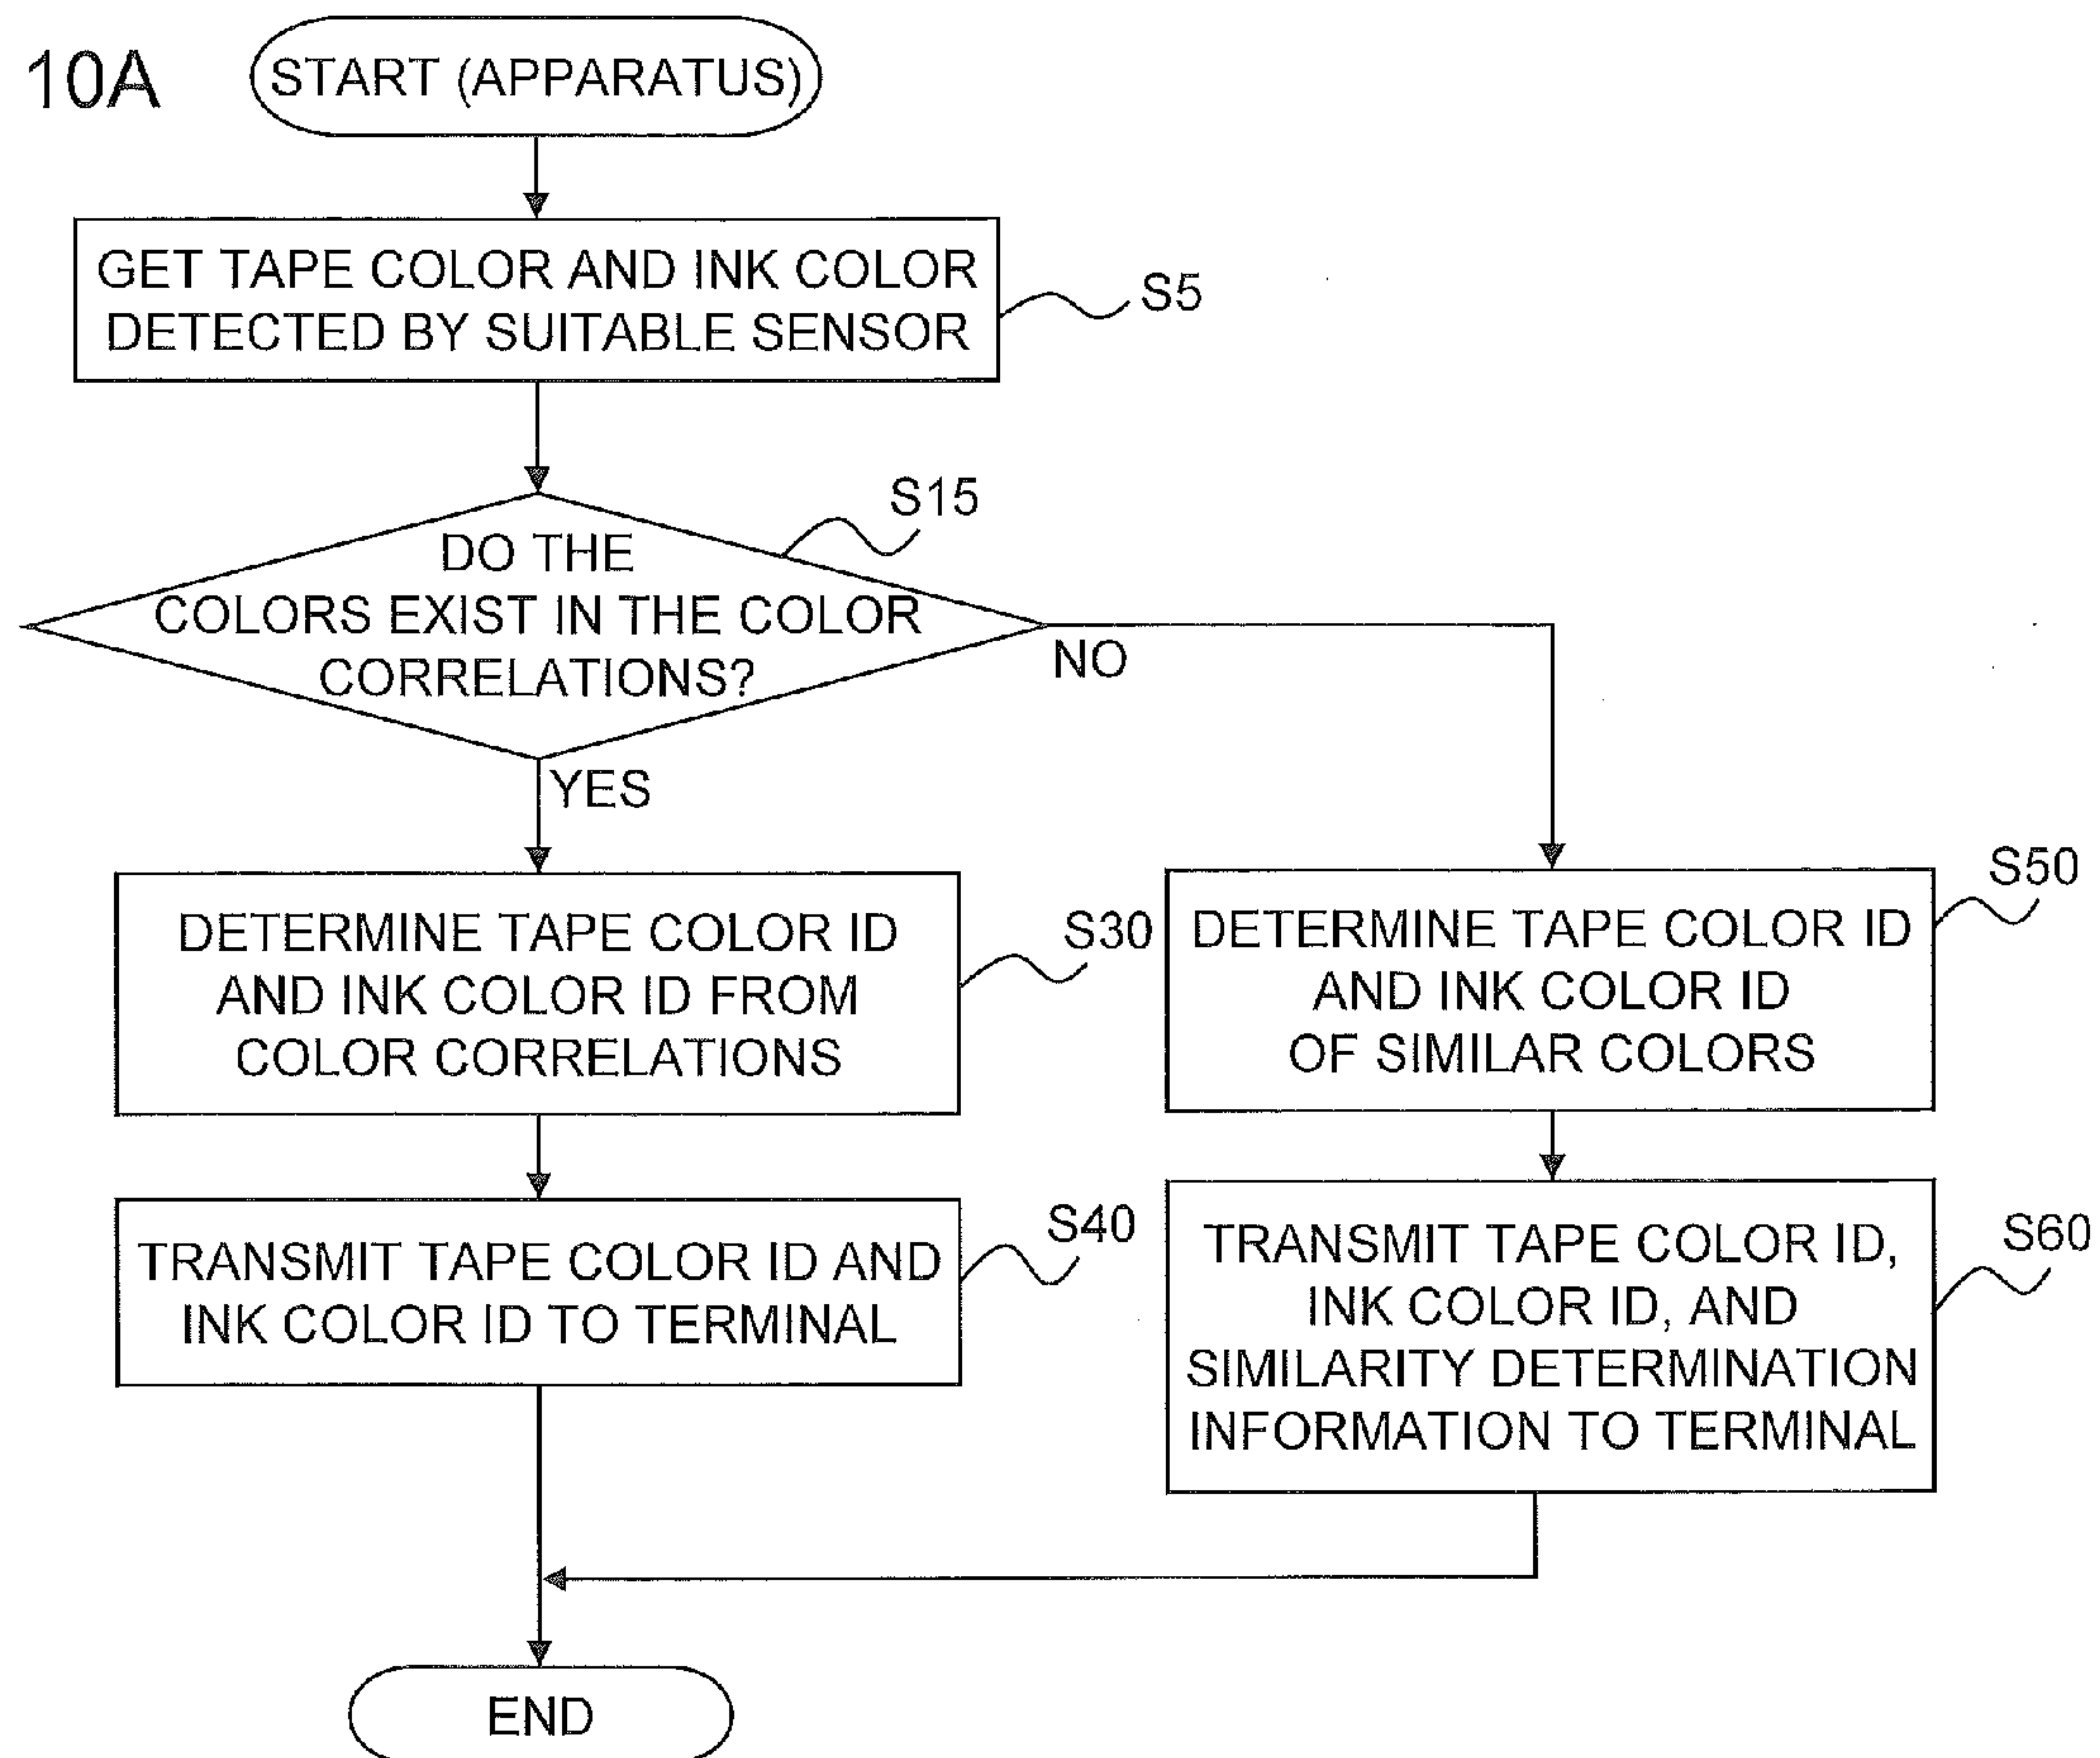 10A
START (APPARATUS)
GET TAPE COLOR AND INK COLOR
DETECTED BY SUITABLE SENSOR
S5
S15
DO THE
COLORS EXIST IN THE COLOR
CORRELATIONS?
NO
YES
DETERMINE TAPE COLOR ID
AND INK COLOR ID FROM
COLOR CORRELATIONS
S30
DETERMINE TAPE COLOR ID
AND INK COLOR ID
OF SIMILAR COLORS
S50
TRANSMIT TAPE COLOR ID AND
INK COLOR ID TO TERMINAL
S40
TRANSMIT TAPE COLOR ID,
INK COLOR ID, AND
SIMILARITY DETERMINATION
INFORMATION TO TERMINAL
S60
END